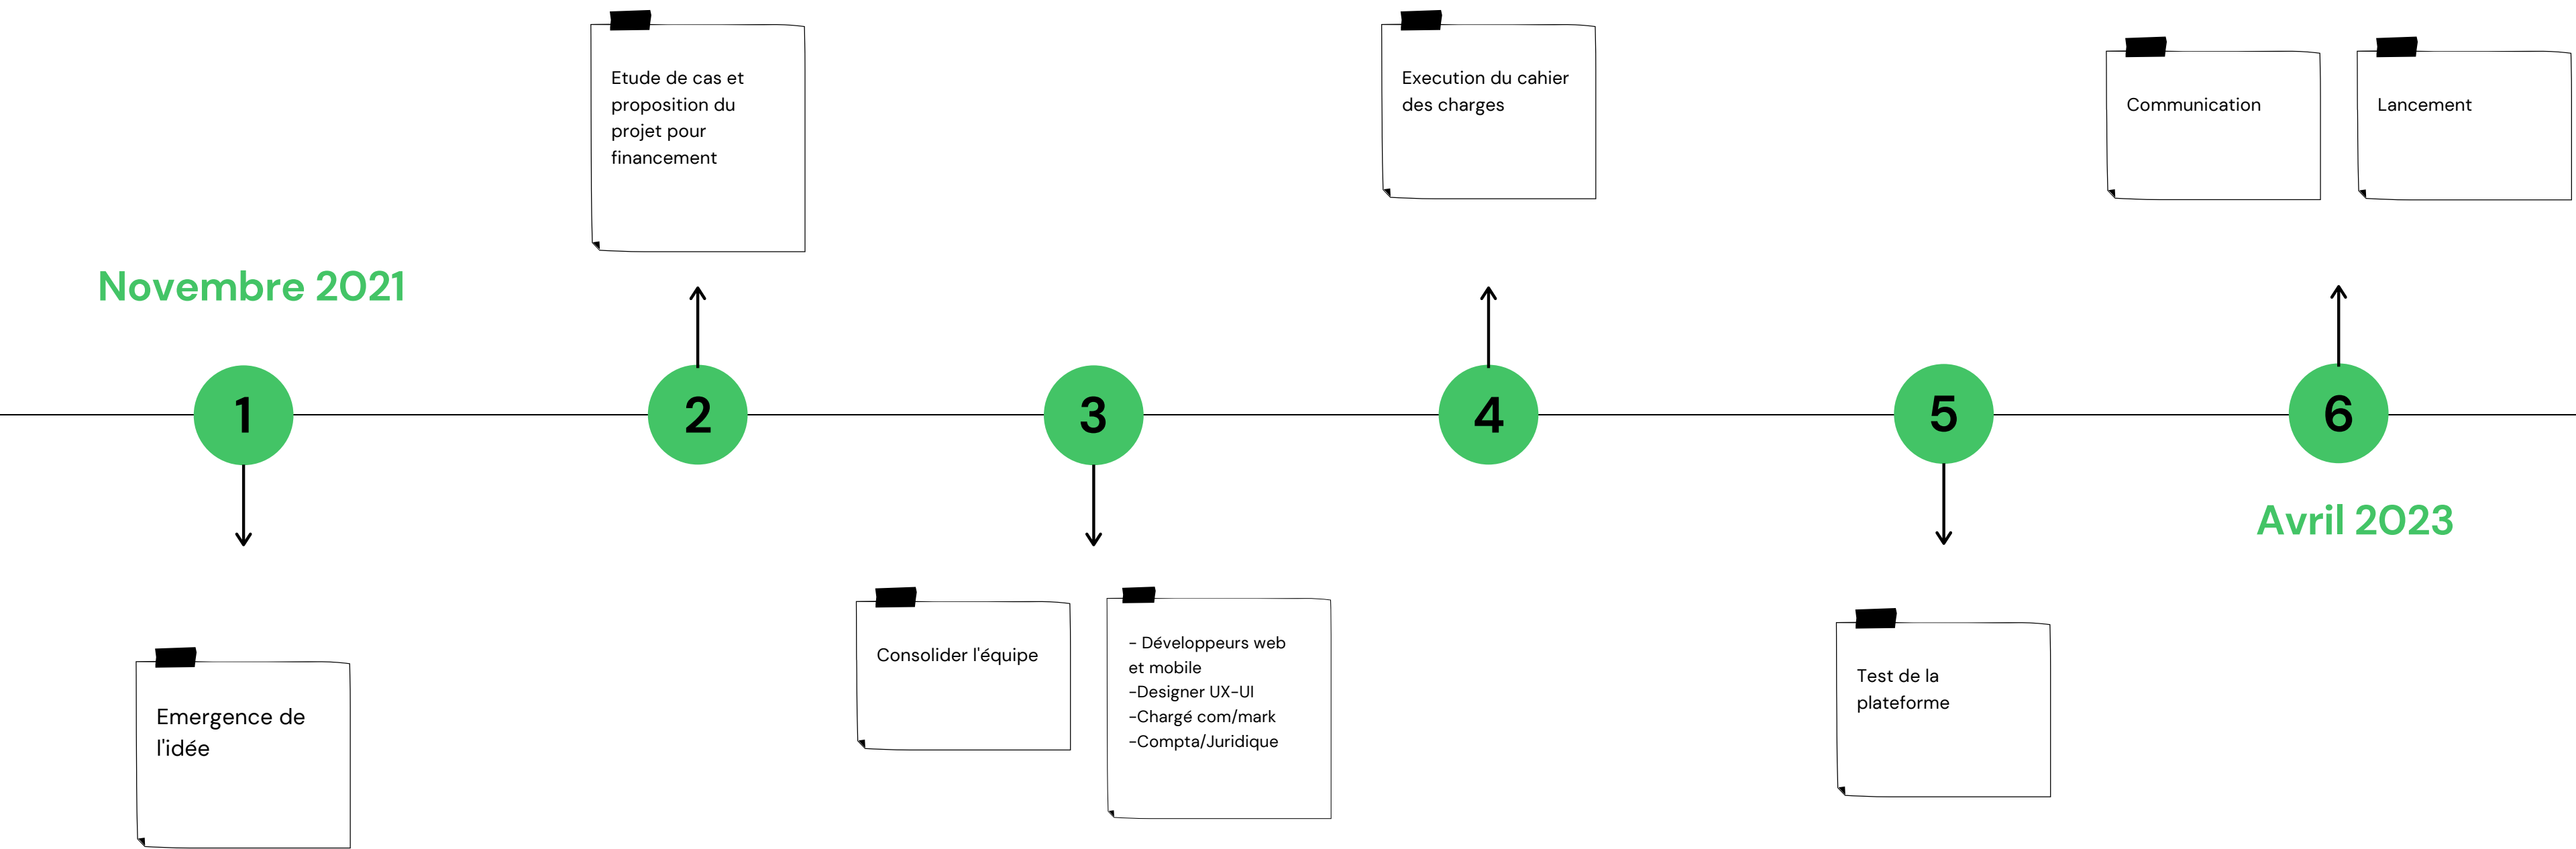 Novembre 2021
1
Emergence de
l'idée
2
Etude de cas et
proposition du
projet pour
financement
3
Consolider l'équipe
- Développeurs web
et mobile
-Designer UX-UI
-Chargé com/mark
-Compta/Juridique
4
Execution du cahier
des charges
5
Test de la
plateforme
6
Communication
Lancement
Avril 2023